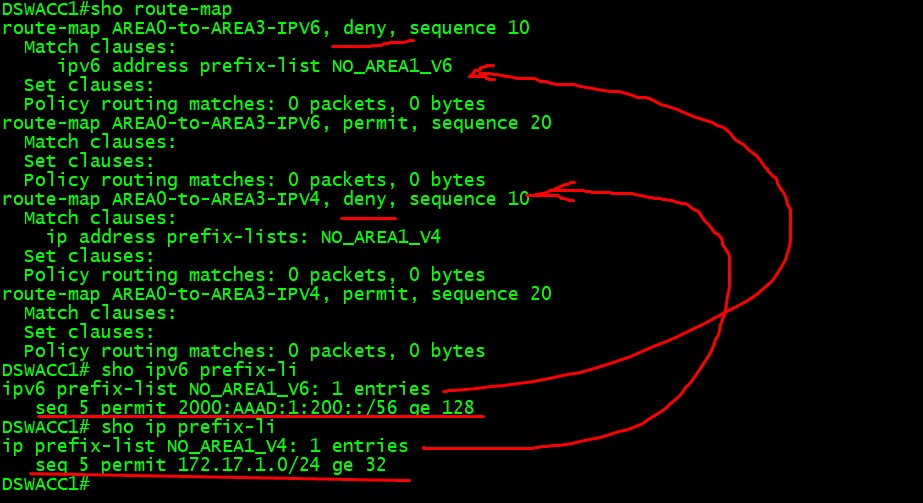 DSWACC1#sho route-map
route-map AREA0-to-AREA3-IPV6, deny, sequence 10
Match clauses:
ipv6 address prefix-list NO_AREA1_V6
Set clauses:
Policy routing matches: 0 packets, 0 bytes
route-map AREA0-to-AREA3-IPV6, permit, sequence 20
Match clauses:
Set clauses:
Policy routing matches: 0 packets, 0 bytes
route-map AREA0-to-AREA3-IPV4, deny, sequence 10
Match clauses:
ip address prefix-lists: NO_AREA1_V4
Set clauses:
Policy routing matches: 0 packets, 0 bytes
route-map AREA0-to-AREA3-IPV4, permit, sequence 20
Match clauses:
Set clauses:
Policy routing matches: 0 packets, 0 bytes
DSWACC1# sho ipv6 prefix-li
ipv6 prefix-list NO_AREA1_V6: 1 entries
seq 5 permit 2000:AAAD:1:200::/56 ge 128
DSWACC1# sho ip prefix-li
ip prefix-list NO_AREA1_V4: 1 entries
seq 5 permit 172.17.1.0/24 ge 32
DSWACC1#